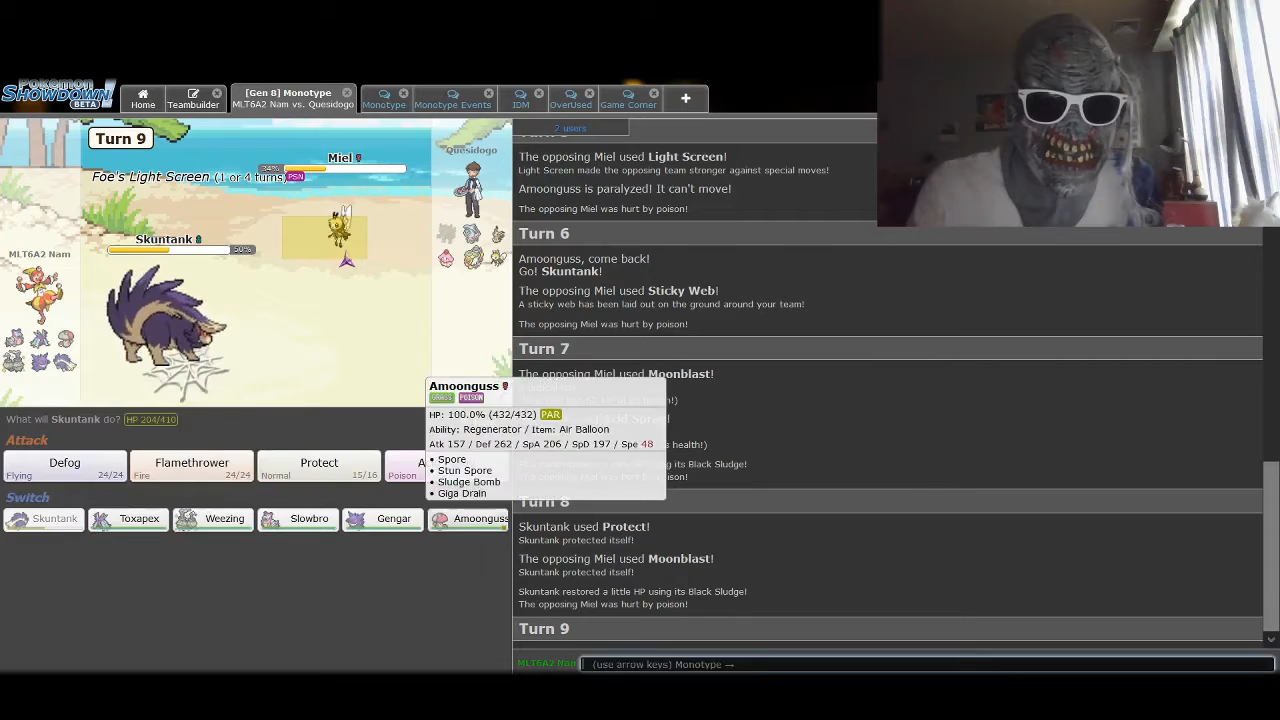 Pokémon
SHOWDOWN!
BETA
Home
Teambuilder
[Gen 8] Monotype
MLT6A2 Nam vs. Quesidogo
Monotype
Monotype Events
IDM
OverUsed
Game Corner
Turn 9
Foe's Light Screen (1 or 4 turns)
Miel
34%
PSN
Skuntank
50%
MLT6A2 Nam
Quesidogo
What will Skuntank do? HP 204/410
Attack
Defog
Flying 24/24
Flamethrower
Fire 24/24
Protect
Normal 15/16
Poison
Switch
Skuntank
Toxapex
Weezing
Slowbro
Gengar
Amoonguss
Amoonguss
GRASS POISON
HP: 100.0% (432/432) PAR
Ability: Regenerator / Item: Air Balloon
Atk 157 / Def 262 / SpA 206 / SpD 197 / Spe 48
• Spore
• Stun Spore
• Sludge Bomb
• Giga Drain
2 users
The opposing Miel used Light Screen!
Light Screen made the opposing team stronger against special moves!
Amoonguss is paralyzed! It can't move!
The opposing Miel was hurt by poison!
Turn 6
Amoonguss, come back!
Go! Skuntank!
The opposing Miel used Sticky Web!
A sticky web has been laid out on the ground around your team!
The opposing Miel was hurt by poison!
Turn 7
The opposing Miel used Moonblast!
Turn 8
Skuntank used Protect!
Skuntank protected itself!
The opposing Miel used Moonblast!
Skuntank protected itself!
Skuntank restored a little HP using its Black Sludge!
The opposing Miel was hurt by poison!
Turn 9
MLT6A2 Nam
(use arrow keys) Monotype →